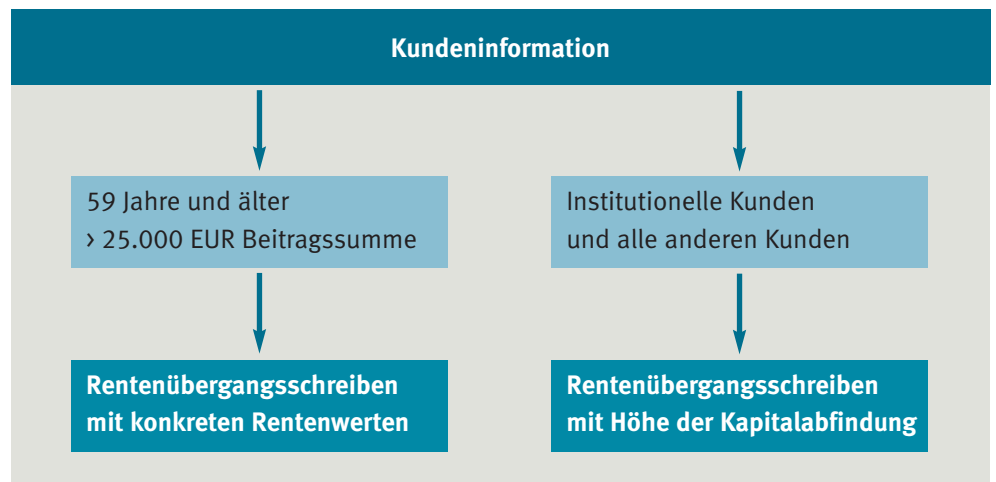 Kundeninformation
59 Jahre und älter
> 25.000 EUR Beitragssumme
Rentenübergangsschreiben
mit konkreten Rentenwerten
Institutionelle Kunden
und alle anderen Kunden
Rentenübergangsschreiben
mit Höhe der Kapitalabfindung